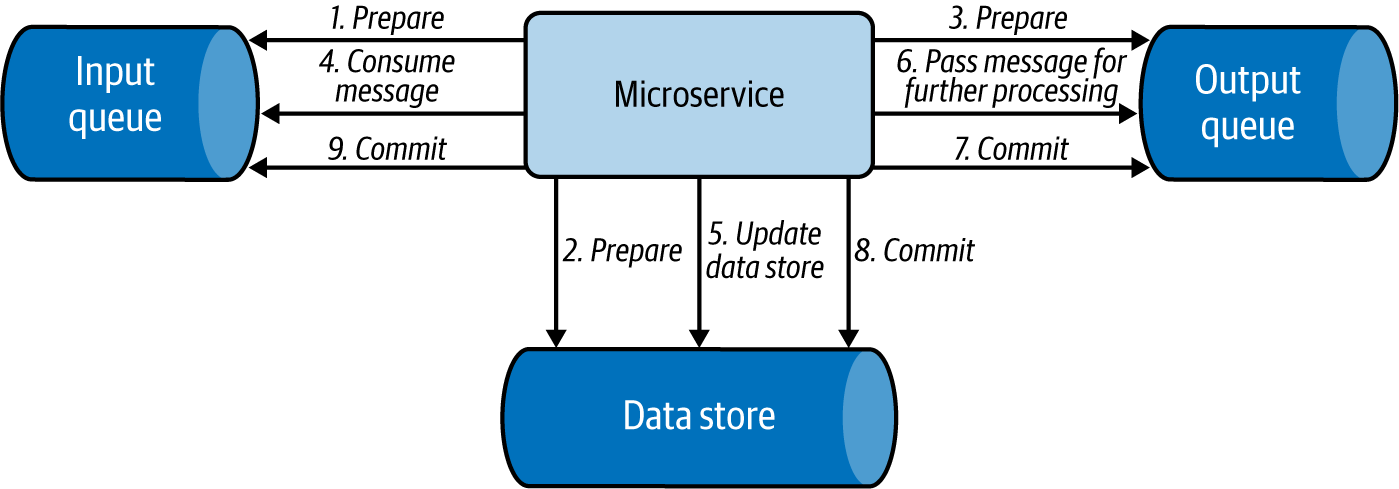 1. Prepare
4. Consume
message
9. Commit
Input
queue
Microservice
3. Prepare
6. Pass message for
further processing
7. Commit
Output
queue
2. Prepare
5. Update
data store
8. Commit
Data store